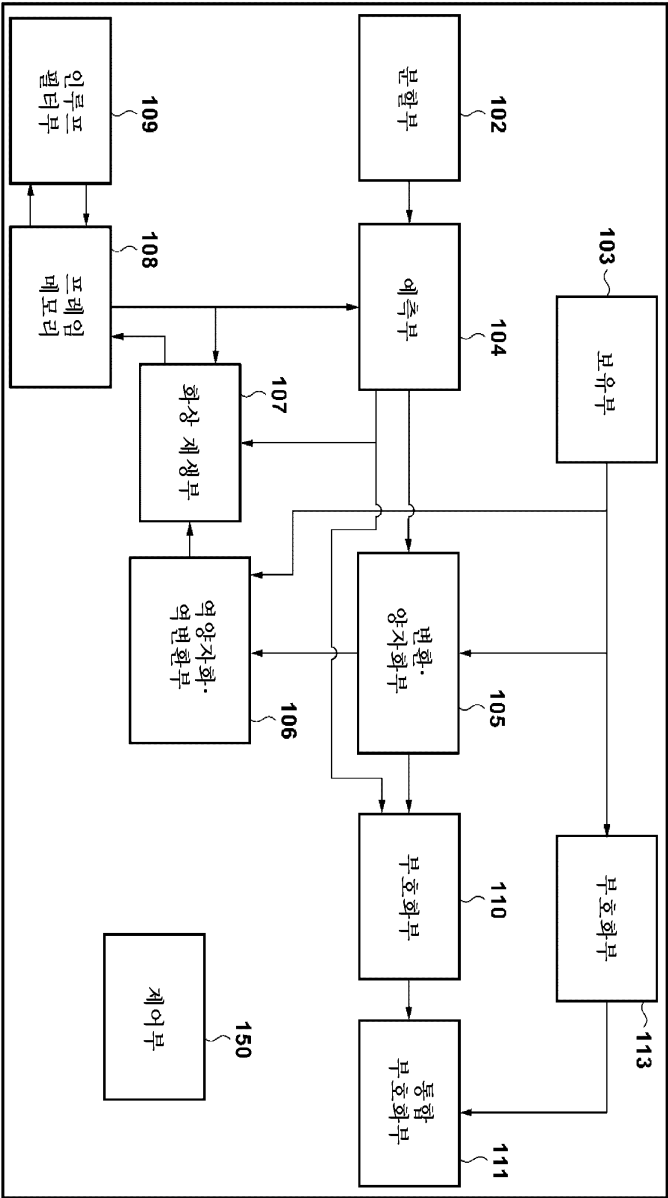 103
보유부
부호화부
113
102
분할부
104
예측부
105
변환·
양자화부
110
부호화부
111
통합
부호화부
107
화상 재생부
106
역양자화·
역변환부
150
제어부
109
인루프
필터부
108
프레임
메모리